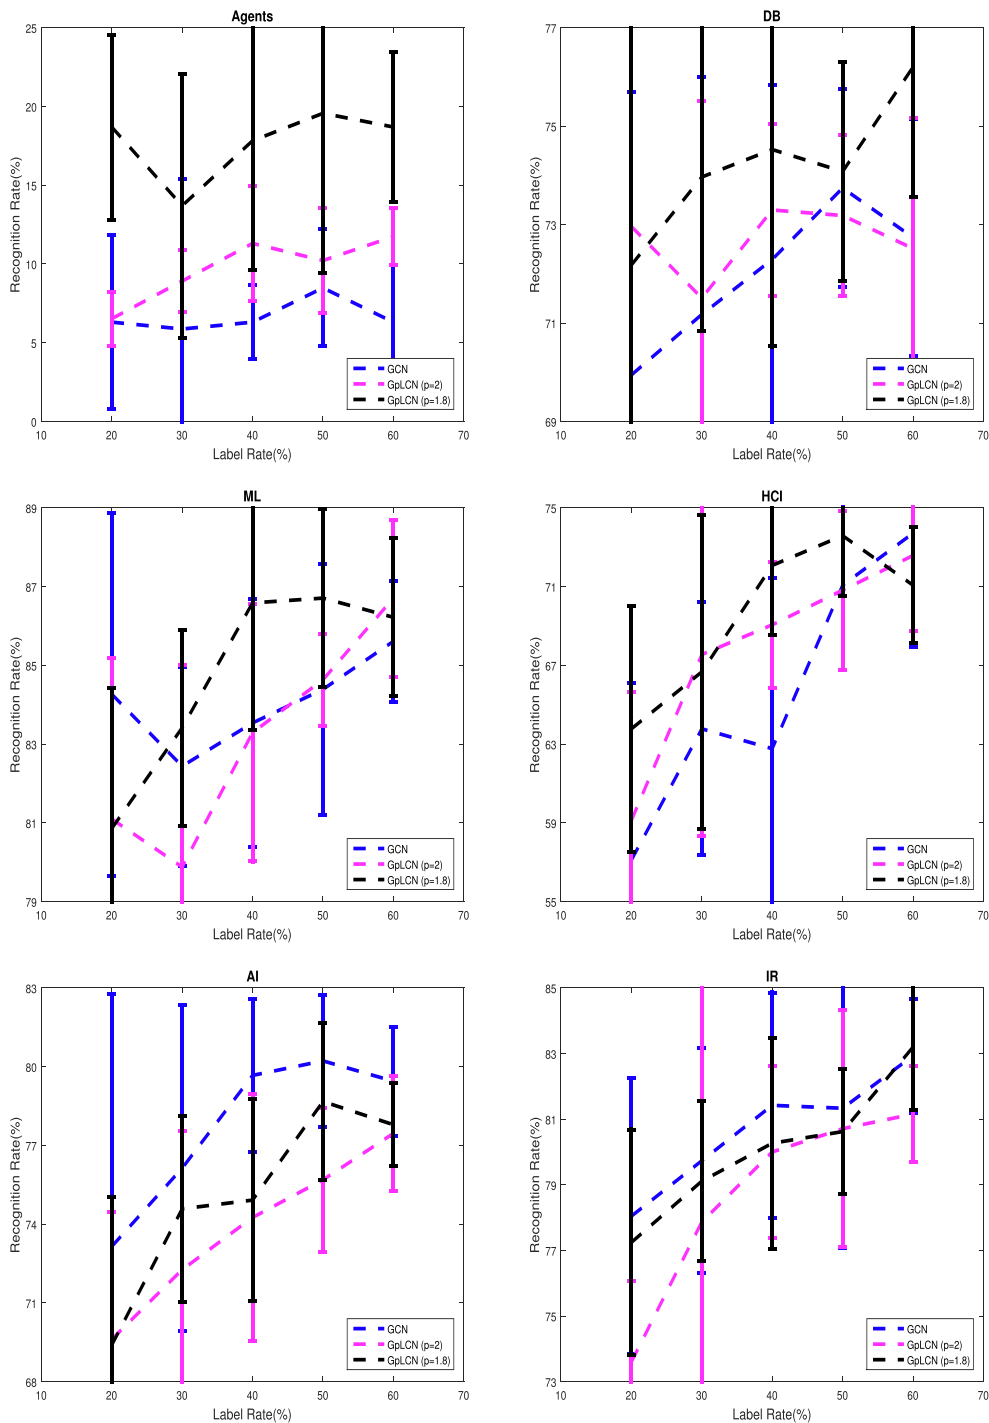 Agents
Recognition Rate(%)
25
20
15
10
5
0
10 20 30 40 50 60 70
Label Rate(%)
GCN
GpLCN (p=2)
GpLCN (p=1.8)
DB
Recognition Rate(%)
77
75
73
71
69
10 20 30 40 50 60 70
Label Rate(%)
GCN
GpLCN (p=2)
GpLCN (p=1.8)
ML
Recognition Rate(%)
89
87
85
83
81
79
10 20 30 40 50 60 70
Label Rate(%)
GCN
GpLCN (p=2)
GpLCN (p=1.8)
HCI
Recognition Rate(%)
75
71
67
63
59
55
10 20 30 40 50 60 70
Label Rate(%)
GCN
GpLCN (p=2)
GpLCN (p=1.8)
AI
Recognition Rate(%)
83
80
77
74
71
68
10 20 30 40 50 60 70
Label Rate(%)
GCN
GpLCN (p=2)
GpLCN (p=1.8)
IR
Recognition Rate(%)
85
83
81
79
77
75
73
10 20 30 40 50 60 70
Label Rate(%)
GCN
GpLCN (p=2)
GpLCN (p=1.8)